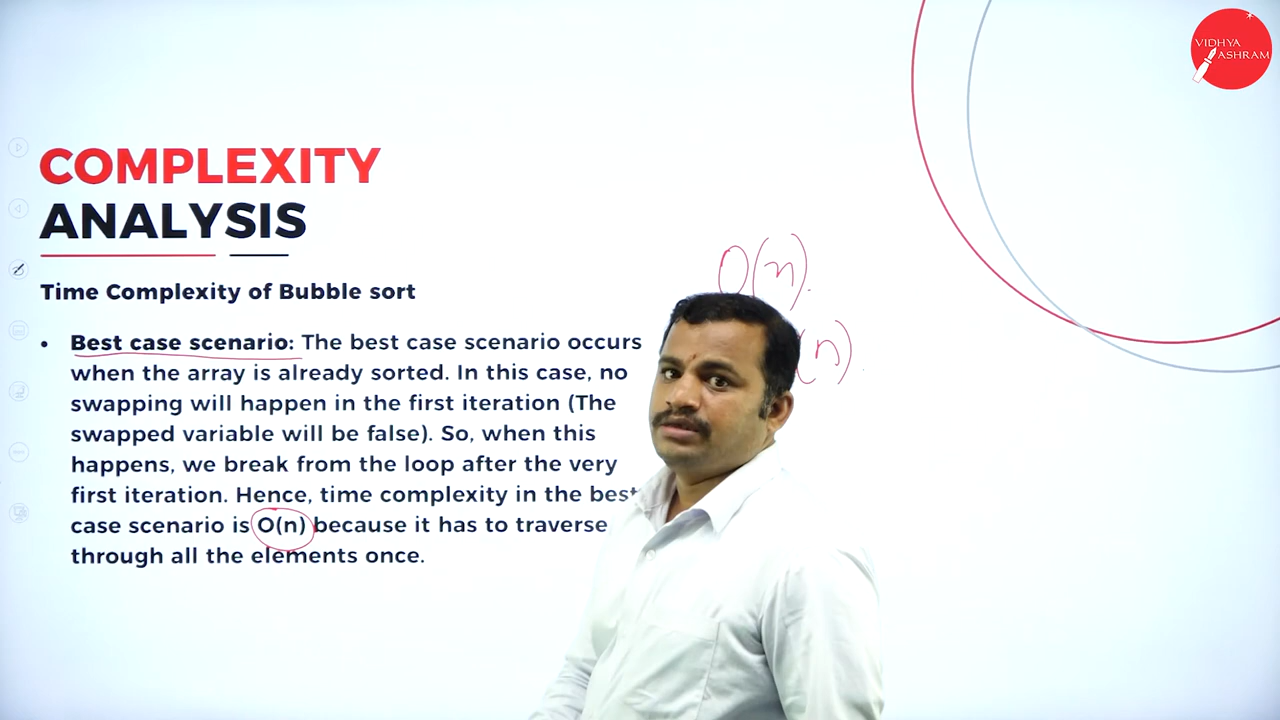 VIDHYA
ASHRAM
COMPLEXITY
ANALYSIS
Time Complexity of Bubble sort
O(n).
(n).
• Best case scenario: The best case scenario occurs
when the array is already sorted. In this case, no
swapping will happen in the first iteration (The
swapped variable will be false). So, when this
happens, we break from the loop after the very
first iteration. Hence, time complexity in the best
case scenario is O(n) because it has to traverse
through all the elements once.